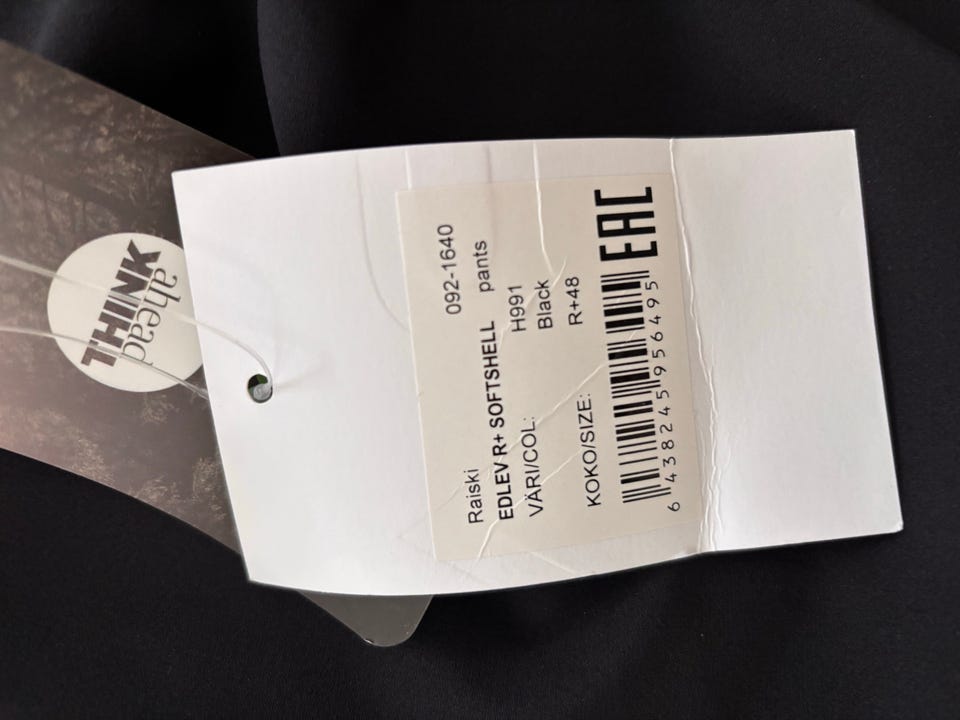 THINK
ahead
Raiski 092-1640
EDLEV R+ SOFTSHELL pants
VÄRI/COL: H991
Black
KOKO/SIZE: R+48
EAC
6 438245 956495